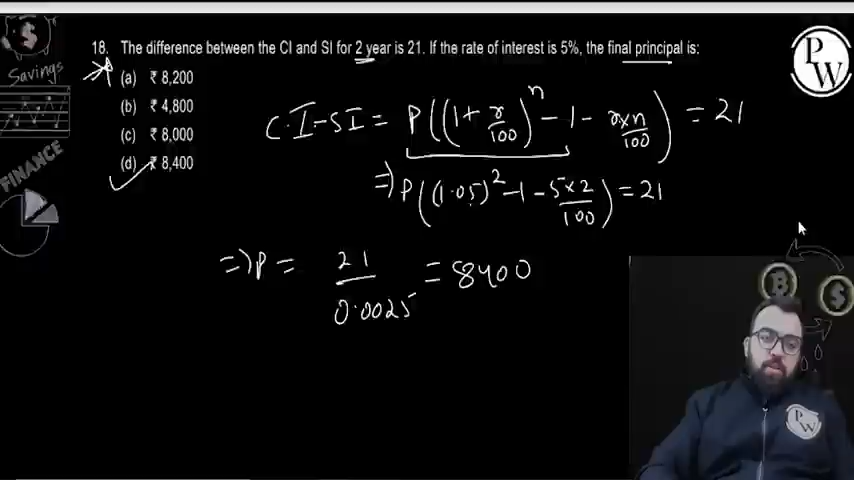 18. The difference between the CI and SI for 2 year is 21. If the rate of interest is 5%, the final principal is:
Savings
(a) ₹ 8,200
(b) ₹ 4,800
(c) ₹ 8,000
(d) ₹ 8,400
FINANCE
C.I-SI = P((1+r/100)^n -1 - r×n/100) = 21
⇒ P((1.05)^2 -1 - 5×2/100) = 21
⇒ P = 21/0.0025 = 8400
PW
PW